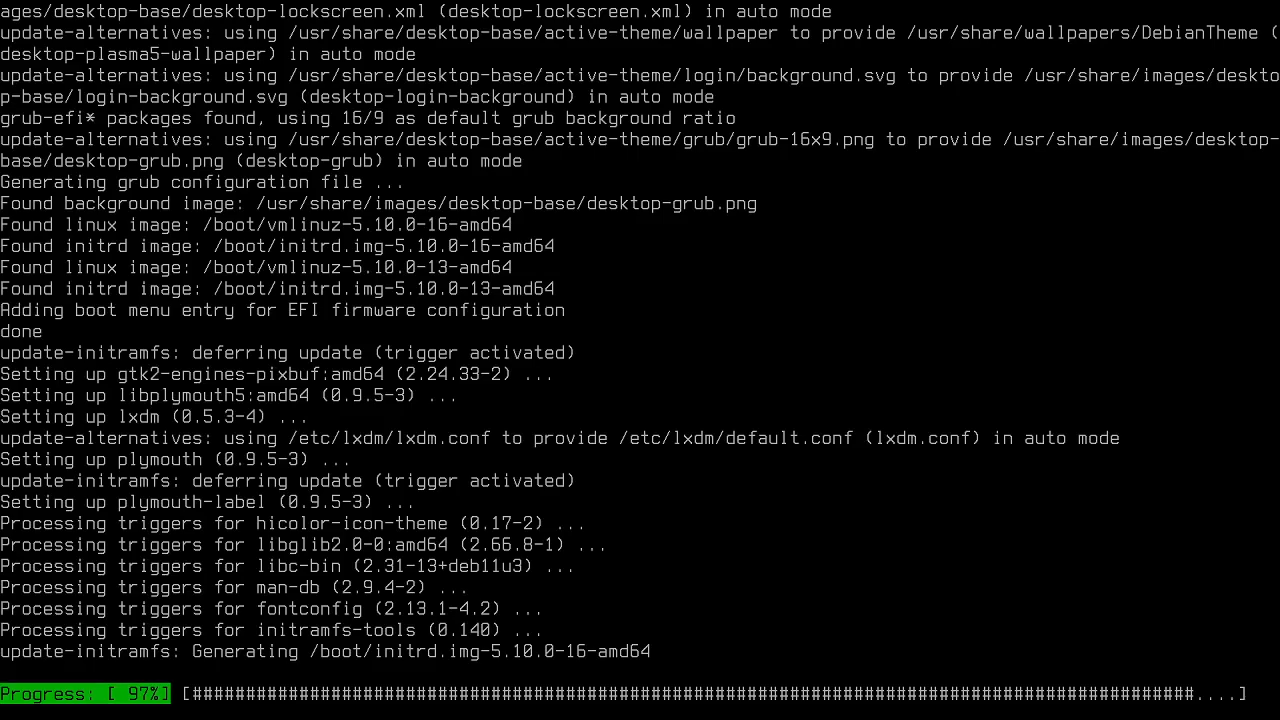 ages/desktop-base/desktop-lockscreen.xml (desktop-lockscreen.xml) in auto mode
update-alternatives: using /usr/share/desktop-base/active-theme/wallpaper to provide /usr/share/wallpapers/DebianTheme (
desktop-plasma5-wallpaper) in auto mode
update-alternatives: using /usr/share/desktop-base/active-theme/login/background.svg to provide /usr/share/images/deskto
p-base/login-background.svg (desktop-login-background) in auto mode
grub-efi* packages found, using 16/9 as default grub background ratio
update-alternatives: using /usr/share/desktop-base/active-theme/grub/grub-16x9.png to provide /usr/share/images/desktop-
base/desktop-grub.png (desktop-grub) in auto mode
Generating grub configuration file ...
Found background image: /usr/share/images/desktop-base/desktop-grub.png
Found linux image: /boot/vmlinuz-5.10.0-16-amd64
Found initrd image: /boot/initrd.img-5.10.0-16-amd64
Found linux image: /boot/vmlinuz-5.10.0-13-amd64
Found initrd image: /boot/initrd.img-5.10.0-13-amd64
Adding boot menu entry for EFI firmware configuration
done
update-initramfs: deferring update (trigger activated)
Setting up gtk2-engines-pixbuf:amd64 (2.24.33-2) ...
Setting up libplymouth5:amd64 (0.9.5-3) ...
Setting up lxdm (0.5.3-4) ...
update-alternatives: using /etc/lxdm/lxdm.conf to provide /etc/lxdm/default.conf (lxdm.conf) in auto mode
Setting up plymouth (0.9.5-3) ...
update-initramfs: deferring update (trigger activated)
Setting up plymouth-label (0.9.5-3) ...
Processing triggers for hicolor-icon-theme (0.17-2) ...
Processing triggers for libglib2.0-0:amd64 (2.66.8-1) ...
Processing triggers for libc-bin (2.31-13+deb11u3) ...
Processing triggers for man-db (2.9.4-2) ...
Processing triggers for fontconfig (2.13.1-4.2) ...
Processing triggers for initramfs-tools (0.140) ...
update-initramfs: Generating /boot/initrd.img-5.10.0-16-amd64
Progress: [ 97%] [##############################################################################################....]